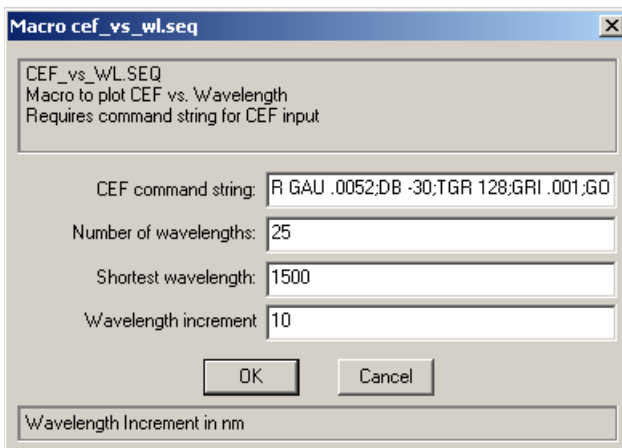 Macro cef_vs_wl.seq
CEF_vs_WL.SEQ
Macro to plot CEF vs. Wavelength
Requires command string for CEF input
CEF command string: R GAU .0052;DB -30;TGR 128;GRI .001;GO
Number of wavelengths: 25
Shortest wavelength: 1500
Wavelength increment 10
OK Cancel
Wavelength Increment in nm